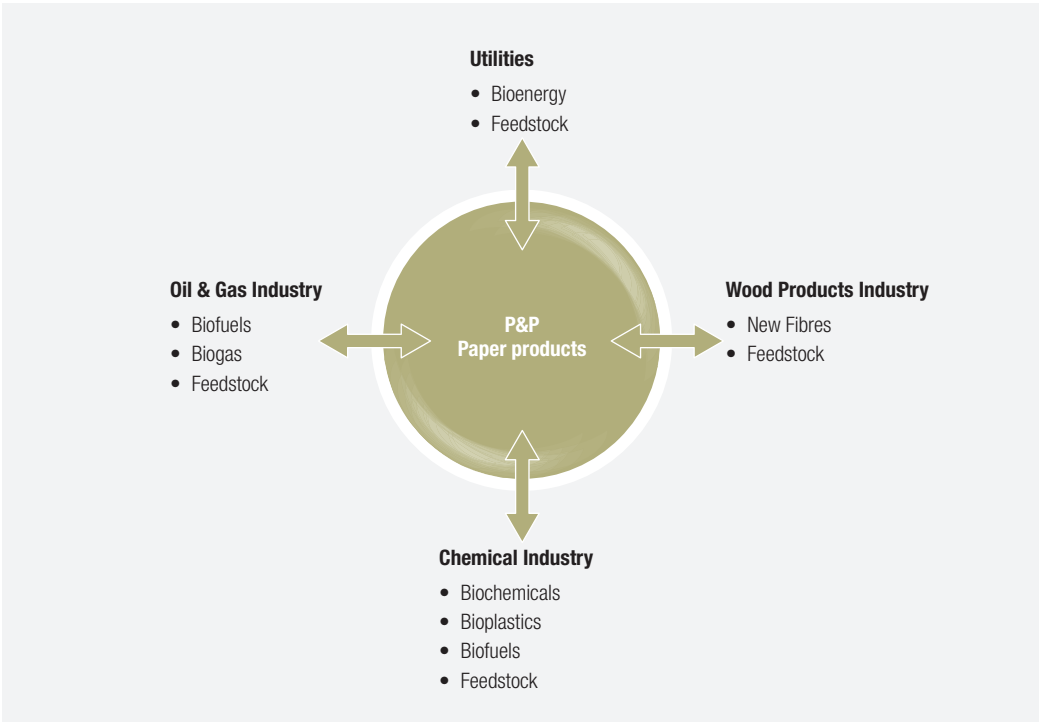 Utilities
• Bioenergy
• Feedstock
Oil & Gas Industry
• Biofuels
• Biogas
• Feedstock
P&P
Paper products
Wood Products Industry
• New Fibres
• Feedstock
Chemical Industry
• Biochemicals
• Bioplastics
• Biofuels
• Feedstock